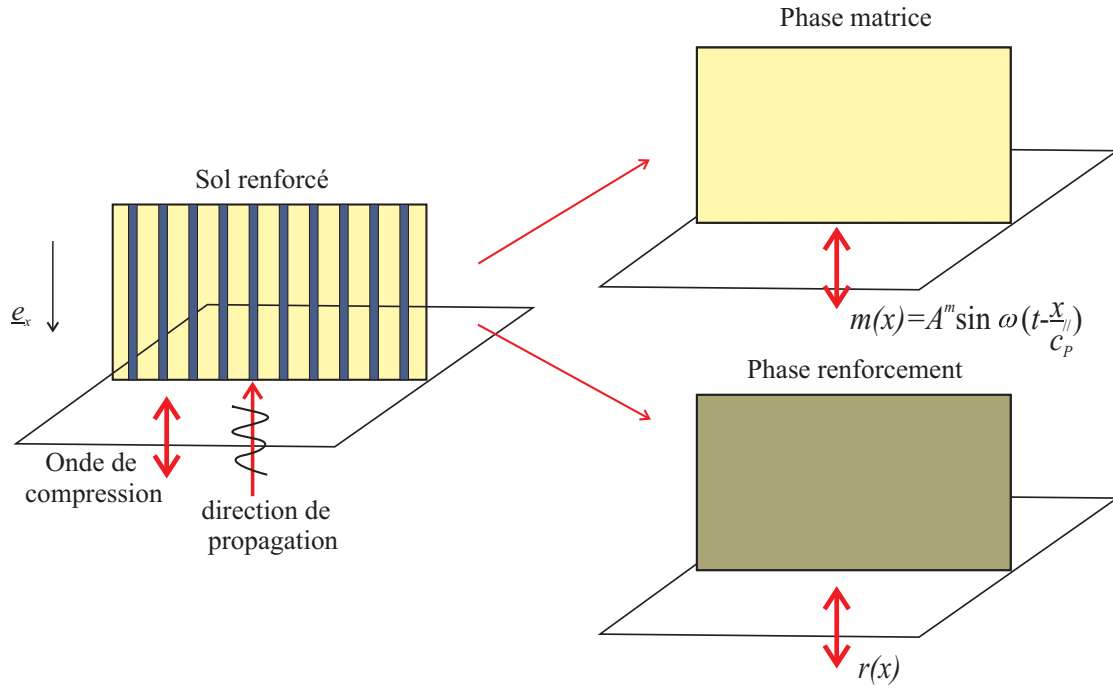 Sol renforcé
e_x
Onde de
compression
direction de
propagation
Phase matrice
m(x)=A^m sin ω(t-x/c_P^//)
Phase renforcement
r(x)